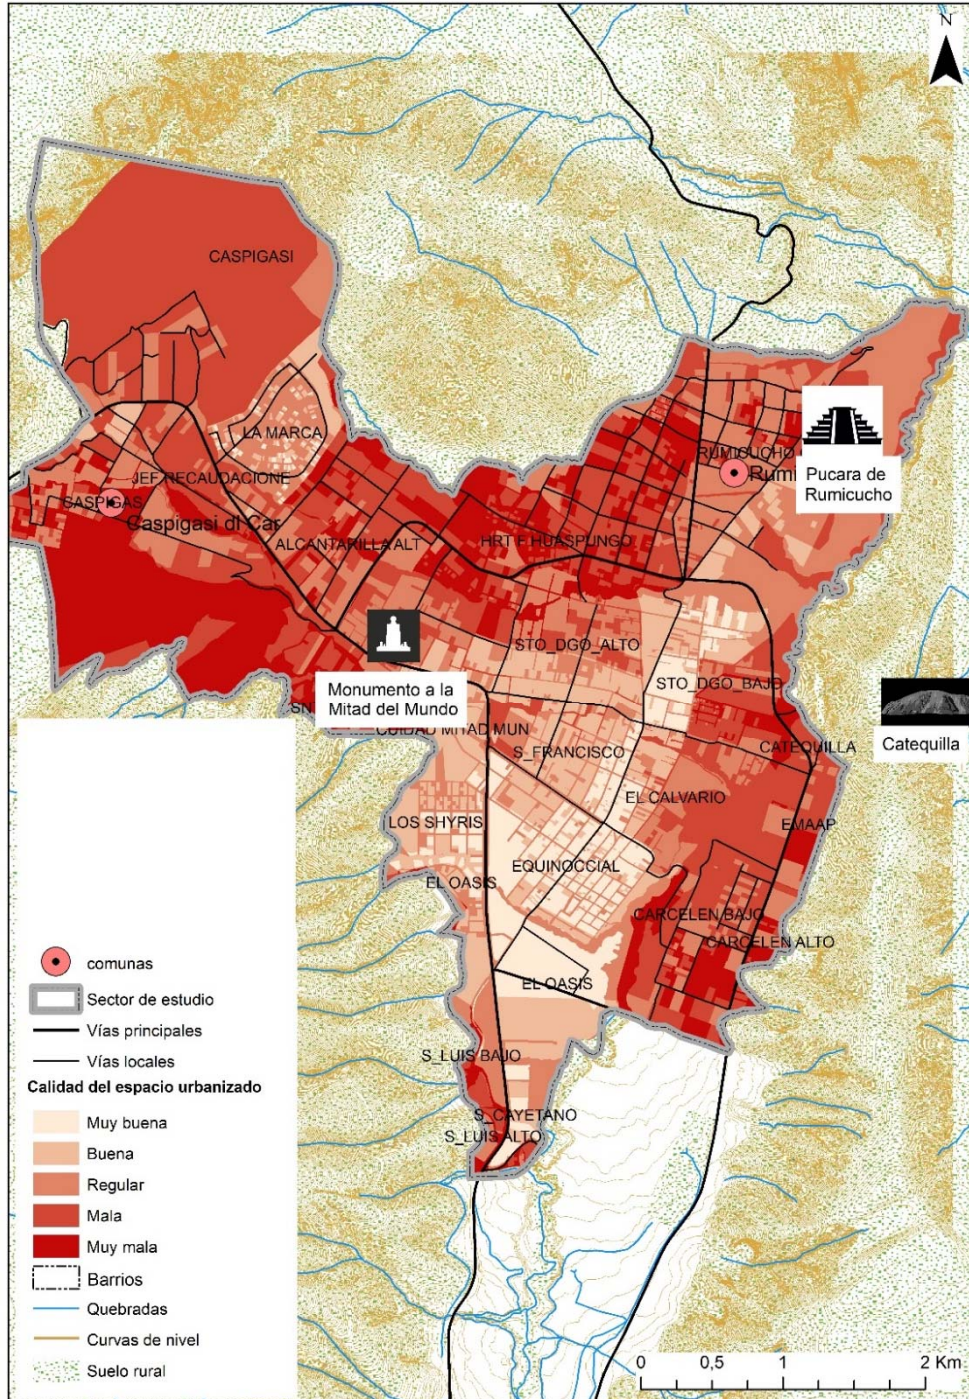 N
CASPIGASI
LA MARCA
RUMICUCHO
Pucara de
Rumicucho
JEF RECAUDACIONE
CASPIGAS
Caspigasi dl Car
ALCANTARILLA ALT
HRT F HUASPUNGO
STO_DGO_ALTO
STO_DGO_BAJO
Monumento a la
Mitad del Mundo
CUIDAD MITAD MUN
S_FRANCISCO
CATEQUILLA
Catequilla
EL CALVARIO
LOS SHYRIS
EMAAP
EQUINOCCIAL
EL OASIS
CARCELEN BAJO
CARCELEN ALTO
EL OASIS
S_LUIS BAJO
S_CAYETANO
S_LUIS ALTO
comunas
Sector de estudio
Vías principales
Vías locales
Calidad del espacio urbanizado
Muy buena
Buena
Regular
Mala
Muy mala
Barrios
Quebradas
Curvas de nivel
Suelo rural
0 0,5 1 2 Km